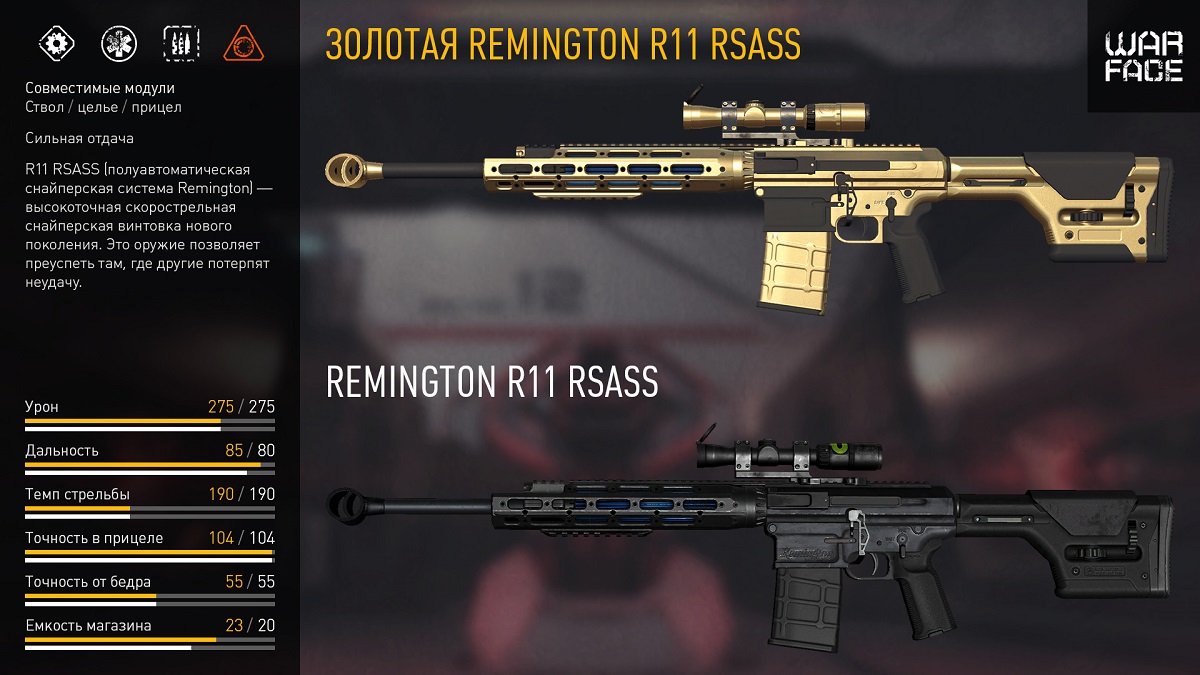 ЗОЛОТАЯ REMINGTON R11 RSASS
WAR
FACE
Совместимые модули
Ствол / целье / прицел
Сильная отдача
R11 RSASS (полуавтоматическая
снайперская система Remington) —
высокоточная скорострельная
снайперская винтовка нового
поколения. Это оружие позволяет
преуспеть там, где другие потерпят
неудачу.
REMINGTON R11 RSASS
Урон 275 / 275
Дальность 85 / 80
Темп стрельбы 190 / 190
Точность в прицеле 104 / 104
Точность от бедра 55 / 55
Емкость магазина 23 / 20